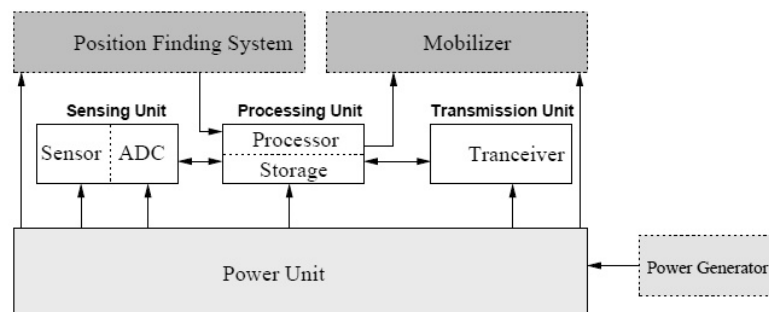 Position Finding System
Mobilizer
Sensing Unit
Processing Unit
Transmission Unit
Sensor
ADC
Processor
Storage
Tranceiver
Power Unit
Power Generator